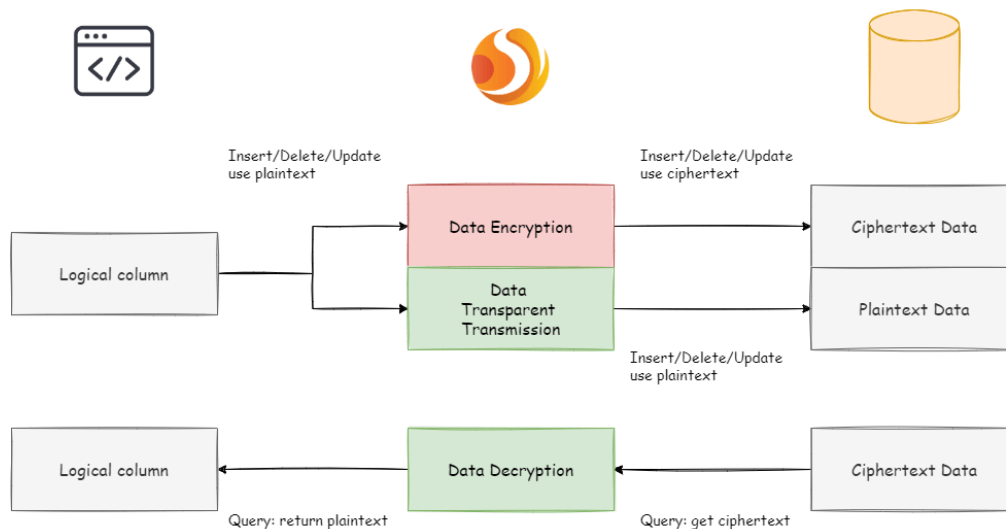 </>
Insert/Delete/Update
use plaintext
Insert/Delete/Update
use ciphertext
Logical column
Data Encryption
Ciphertext Data
Data
Transparent
Transmission
Plaintext Data
Insert/Delete/Update
use plaintext
Logical column
Data Decryption
Ciphertext Data
Query: return plaintext
Query: get ciphertext